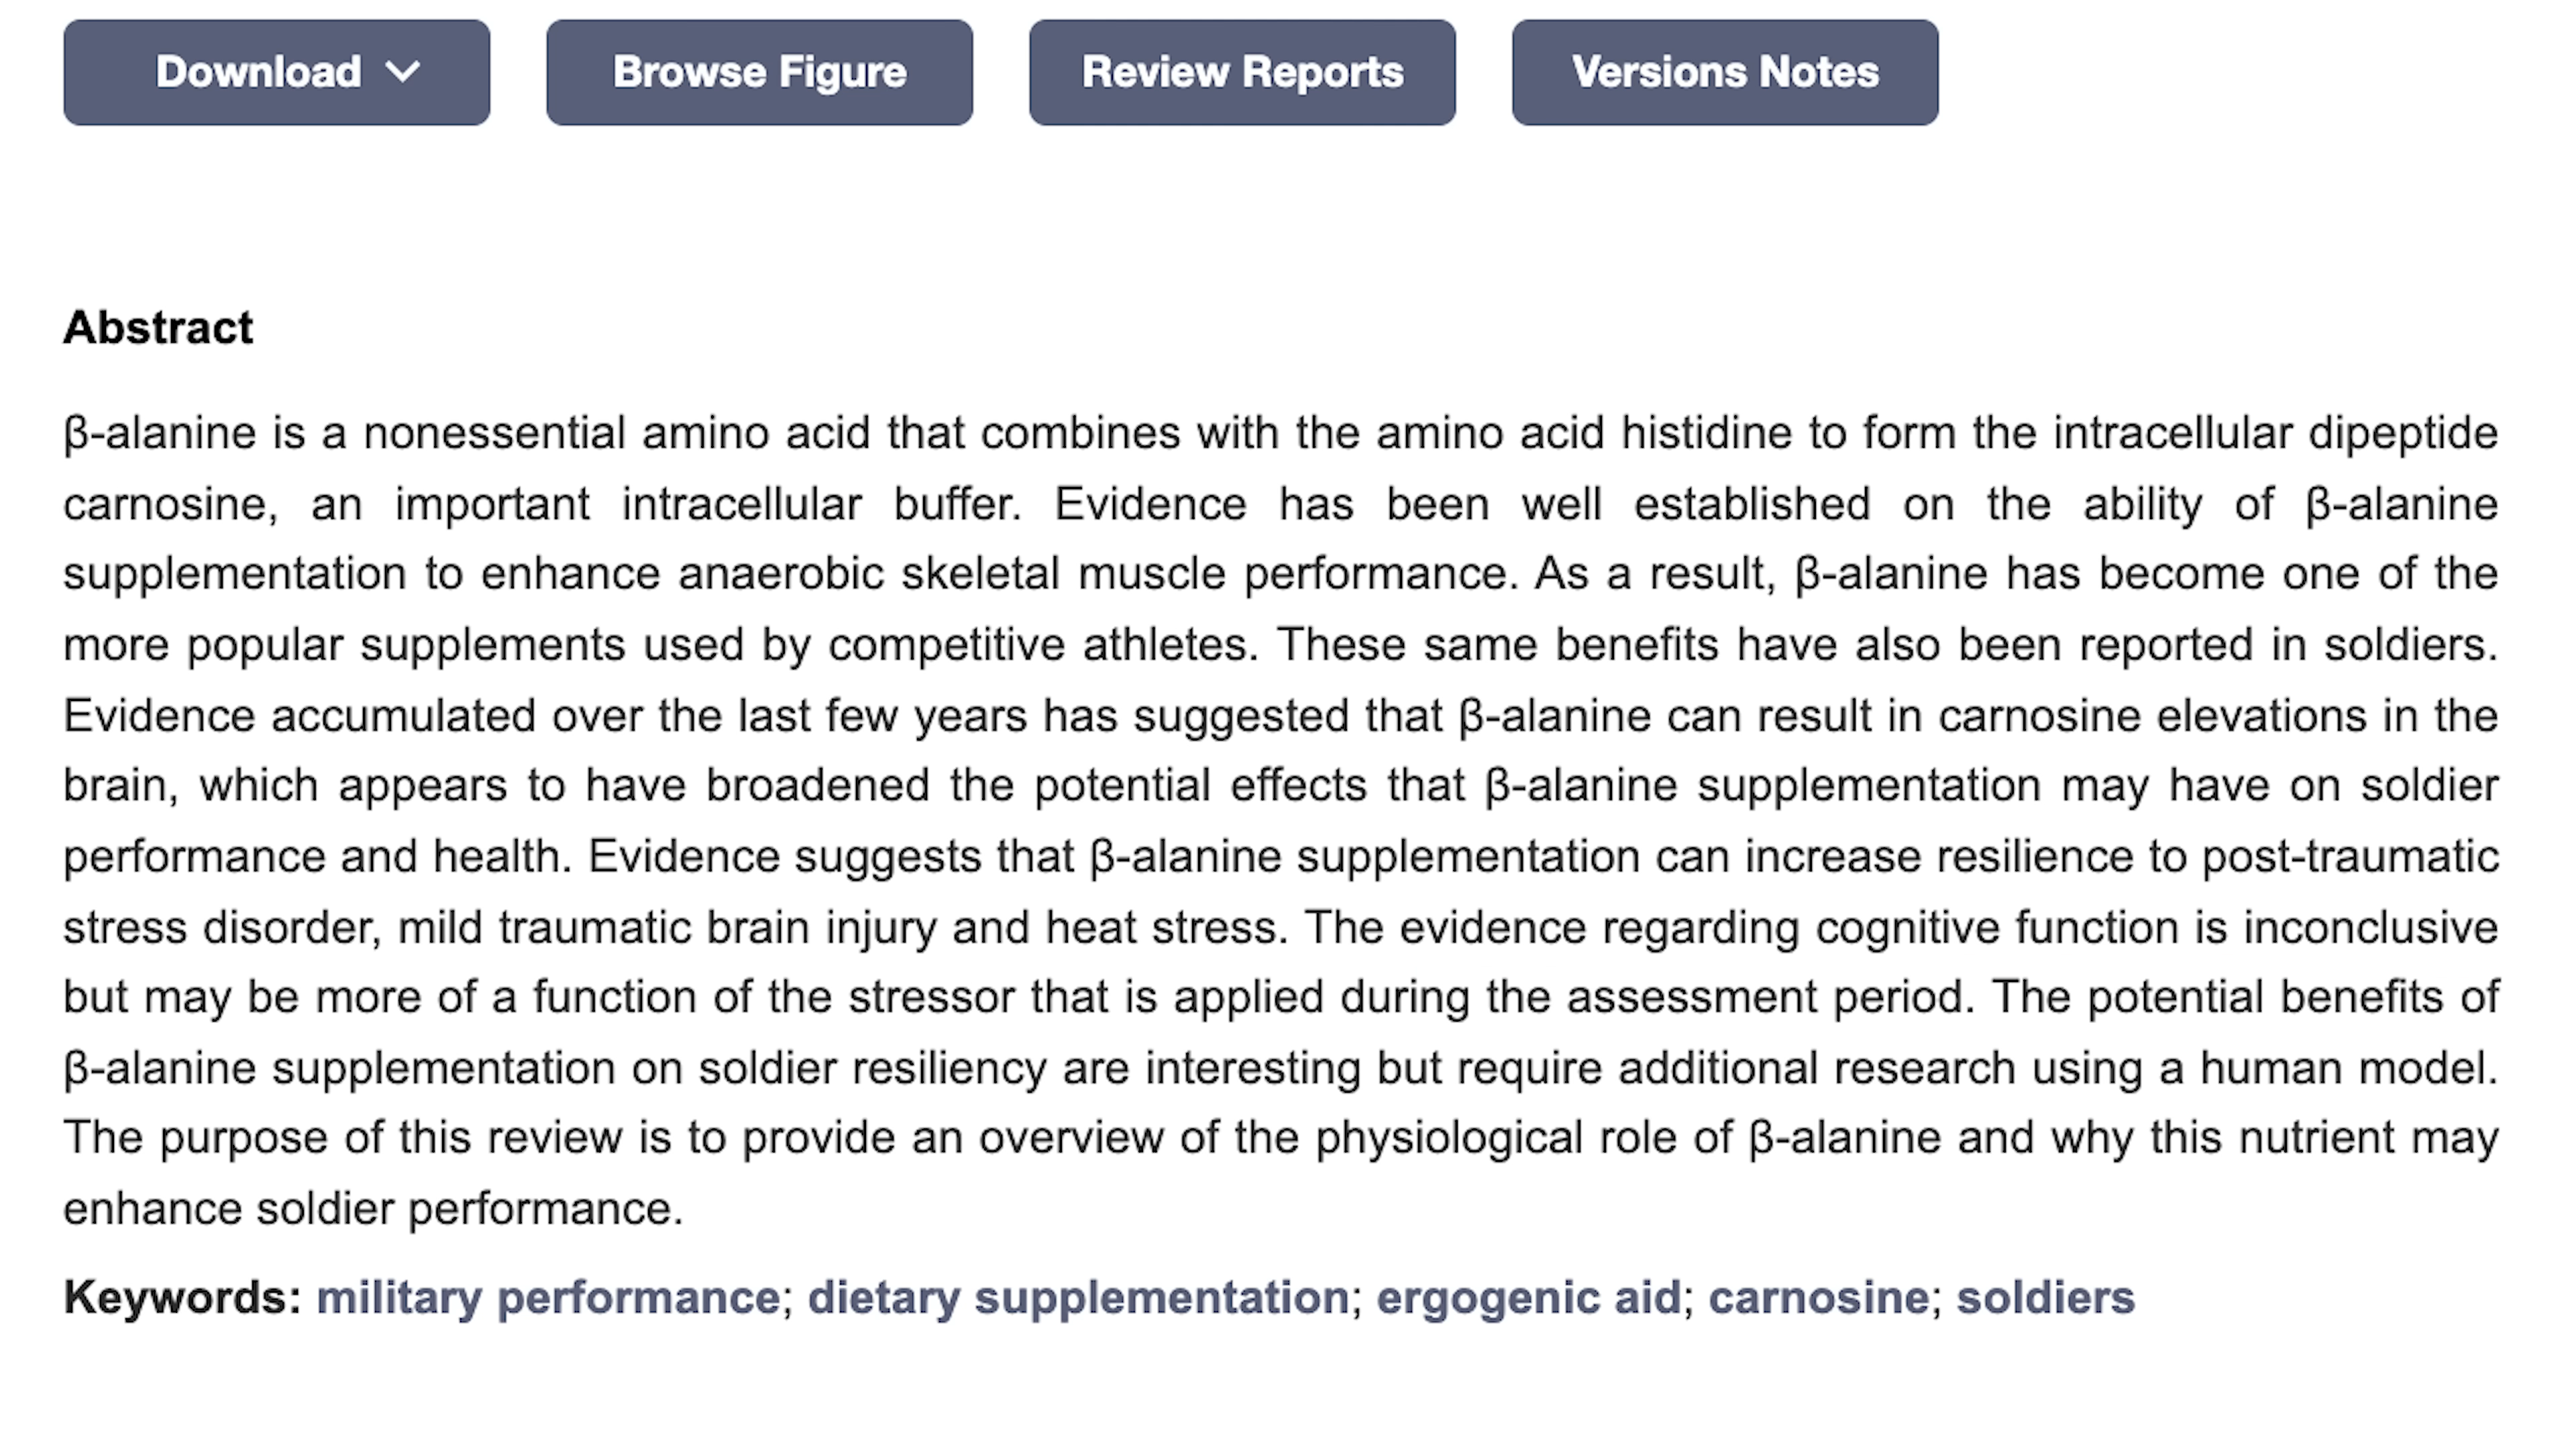 Download
Browse Figure
Review Reports
Versions Notes
Abstract
β-alanine is a nonessential amino acid that combines with the amino acid histidine to form the intracellular dipeptide
carnosine, an important intracellular buffer. Evidence has been well established on the ability of β-alanine
supplementation to enhance anaerobic skeletal muscle performance. As a result, β-alanine has become one of the
more popular supplements used by competitive athletes. These same benefits have also been reported in soldiers.
Evidence accumulated over the last few years has suggested that β-alanine can result in carnosine elevations in the
brain, which appears to have broadened the potential effects that β-alanine supplementation may have on soldier
performance and health. Evidence suggests that β-alanine supplementation can increase resilience to post-traumatic
stress disorder, mild traumatic brain injury and heat stress. The evidence regarding cognitive function is inconclusive
but may be more of a function of the stressor that is applied during the assessment period. The potential benefits of
β-alanine supplementation on soldier resiliency are interesting but require additional research using a human model.
The purpose of this review is to provide an overview of the physiological role of β-alanine and why this nutrient may
enhance soldier performance.
Keywords: military performance; dietary supplementation; ergogenic aid; carnosine; soldiers